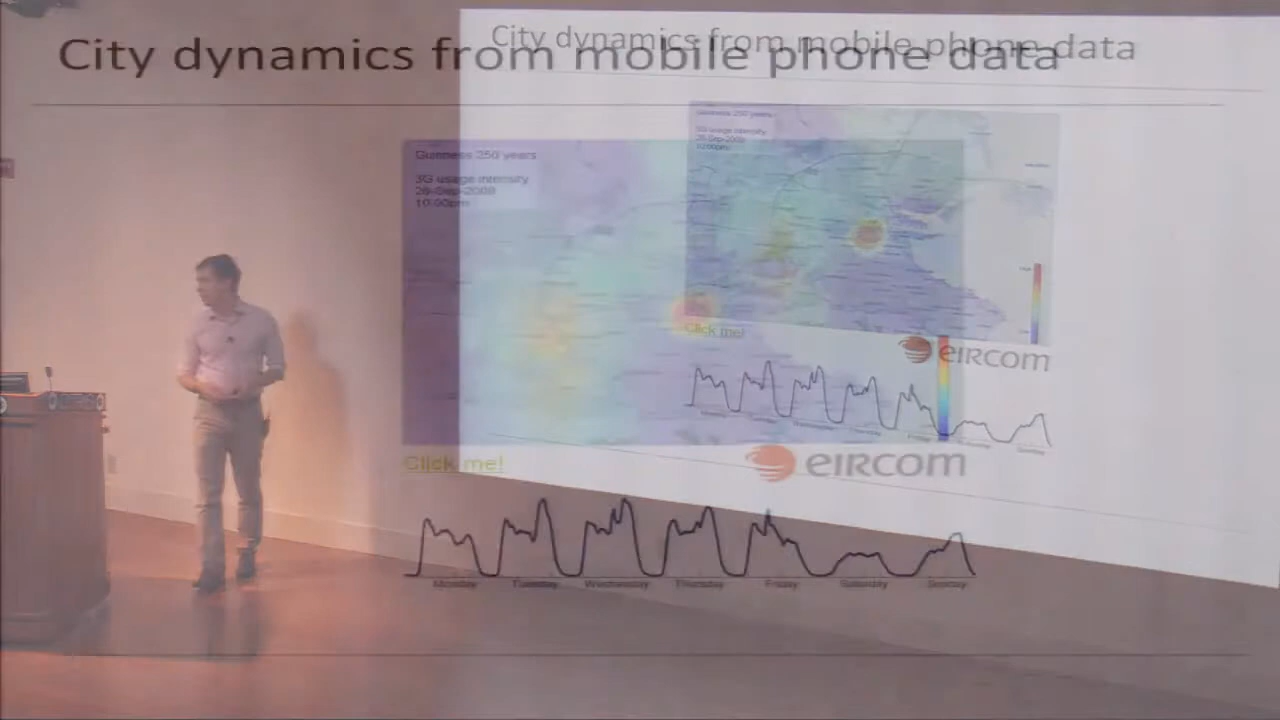 City dynamics from mobile phone data
City dynamics from mobile phone data
Guinness 250 years
3G usage intensity
26-Sep-2009
10:00pm
Guinness 250 years
3G usage intensity
26-Sep-2009
10:00pm
Click me!
eircom
Click me!
eircom
Monday Tuesday Wednesday Thursday Friday Saturday Sunday